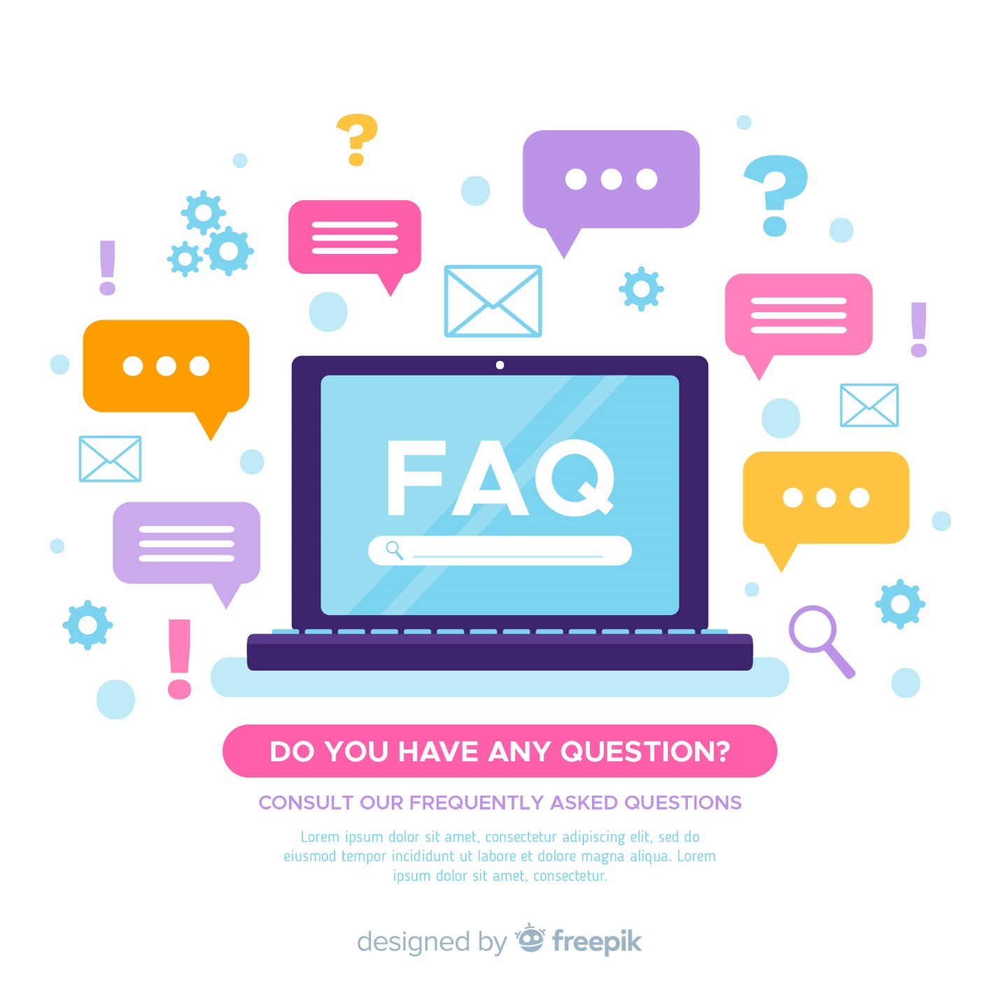 FAQ
DO YOU HAVE ANY QUESTION?
CONSULT OUR FREQUENTLY ASKED QUESTIONS
Lorem ipsum dolor sit amet, consectetur adipiscing elit, sed do
eiusmod tempor incididunt ut labore et dolore magna aliqua. Lorem
ipsum dolor sit amet, consectetur.
designed by freepik